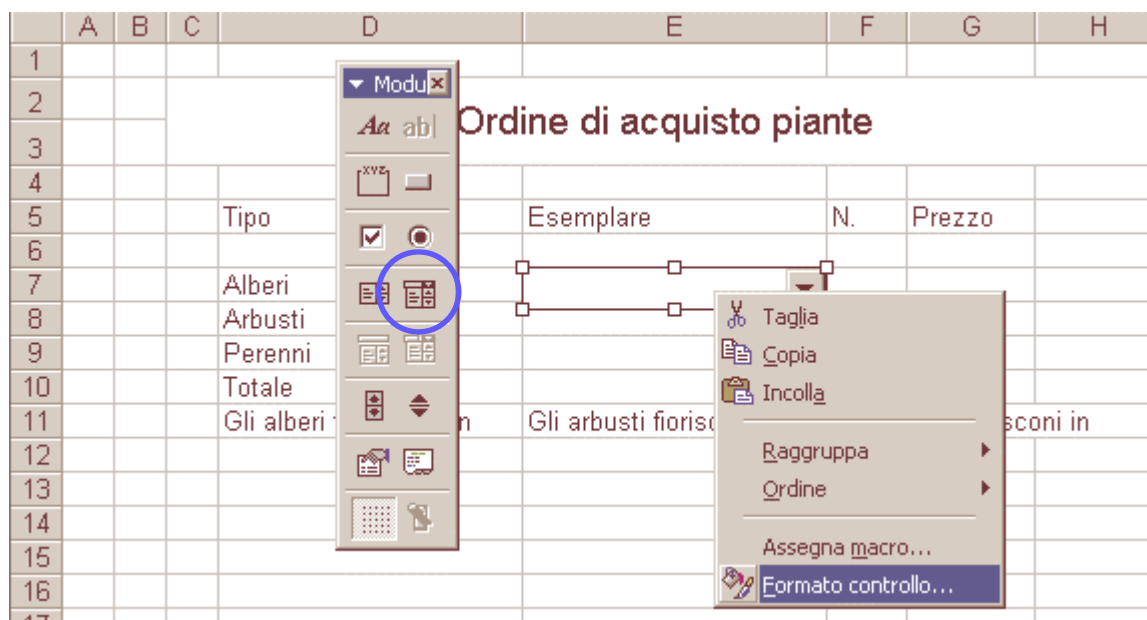 A B C D E F G H
1
Modu
2
Aa ab|
Ordine di acquisto piante
3
xyz
4
5 Tipo Esemplare N. Prezzo
6
7 Alberi
8 Arbusti
9 Perenni
10 Totale
11 Gli alberi n Gli arbusti fiorisc sconi in
12
13
14
15
16
17
Taglia
Copia
Incolla
Raggruppa
Ordine
Assegna macro...
Formato controllo...